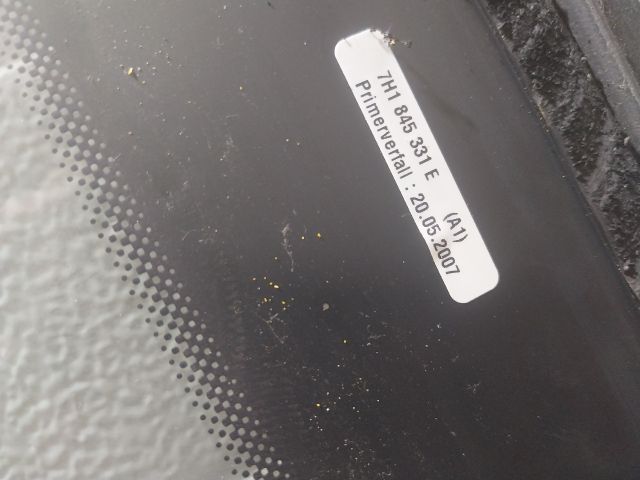 7H1 845 331 E (A1)
Primerverfall : 20.05.2007